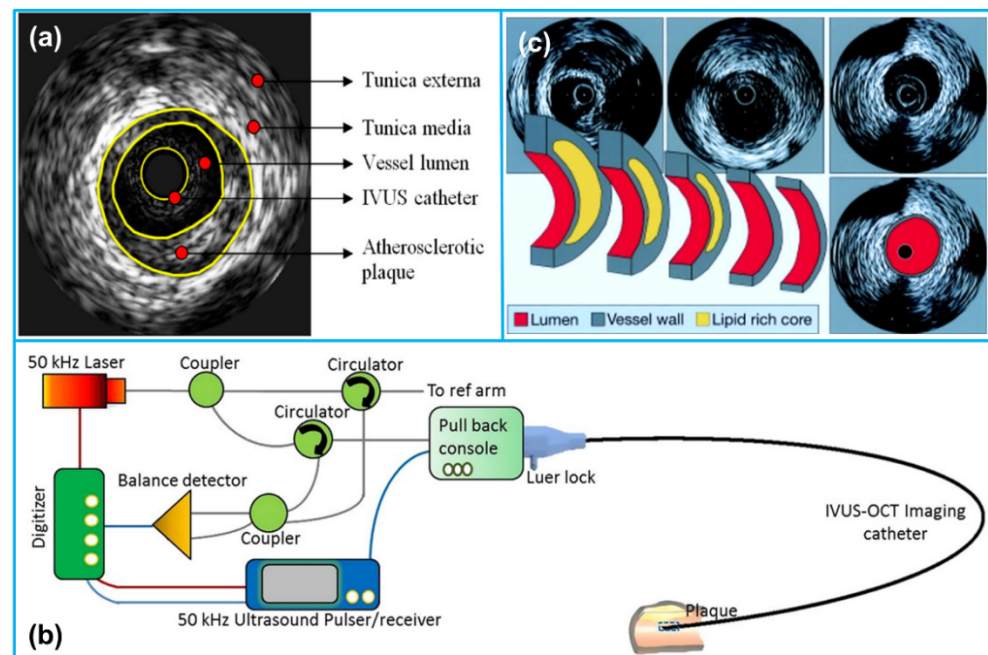 (a)
Tunica externa
Tunica media
Vessel lumen
IVUS catheter
Atherosclerotic
plaque
(c)
Lumen Vessel wall Lipid rich core
50 kHz Laser
Coupler
Circulator
To ref arm
Circulator
Pull back
console
Luer lock
Balance detector
Digitizer
Coupler
IVUS-OCT Imaging
catheter
50 kHz Ultrasound Pulser/receiver
Plaque
(b)